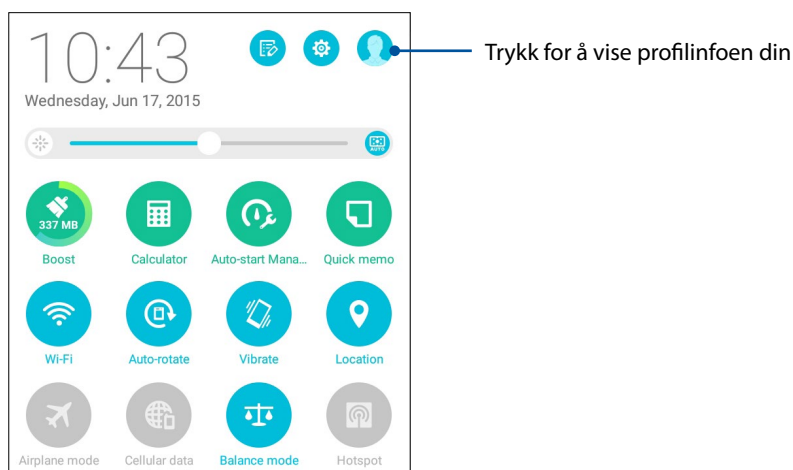 10:43
Wednesday, Jun 17, 2015
Trykk for å vise profilinfoen din
AUTO
337 MB
Boost
Calculator
Auto-start Mana...
Quick memo
Wi-Fi
Auto-rotate
Vibrate
Location
Airplane mode
Cellular data
Balance mode
Hotspot